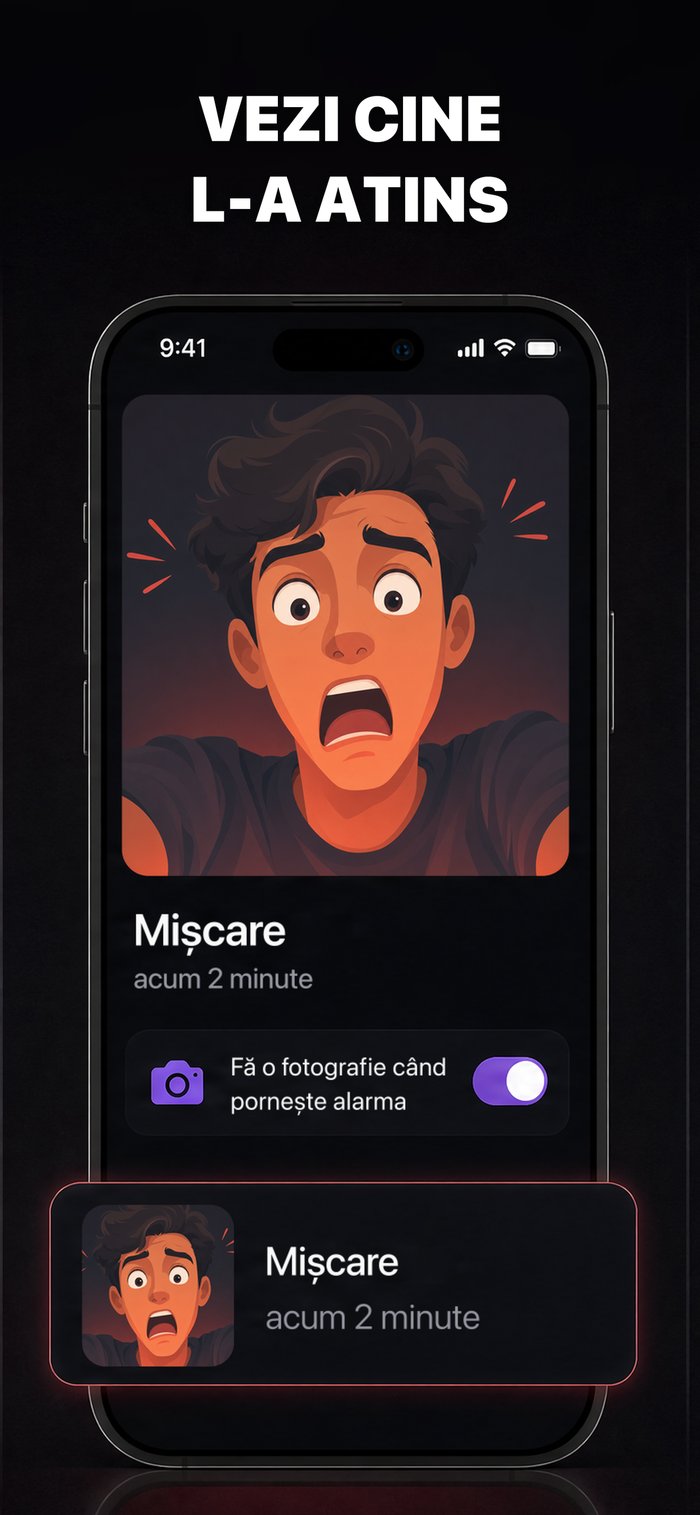 VEZI CINE
L-A ATINS
9:41
Mișcare
acum 2 minute
Fă o fotografie când
pornește alarma
Mișcare
acum 2 minute